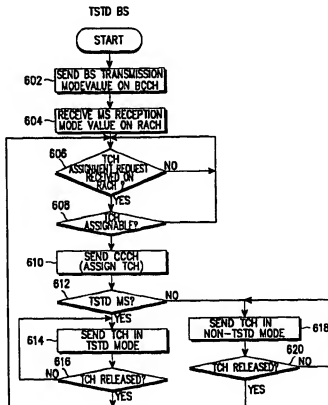 TSTD BS
START
602
SEND BS TRANSMISSION
MODEVALUE ON BCCH
604
RECEIVE MS RECEPTION
MODE VALUE ON RACH
606
TCH
ASSIGNMENT REQUEST
RECEIVED ON
RACH ?
NO
YES
608
TCH
ASSIGNABLE?
610
SEND CCCH
(ASSIGN TCH)
612
TSTD MS?
NO
YES
614
SEND TCH IN
TSTD MODE
618
SEND TCH IN
NON-TSTD MODE
616
TCH RELEASED?
NO
YES
620
TCH RELEASED?
NO
YES